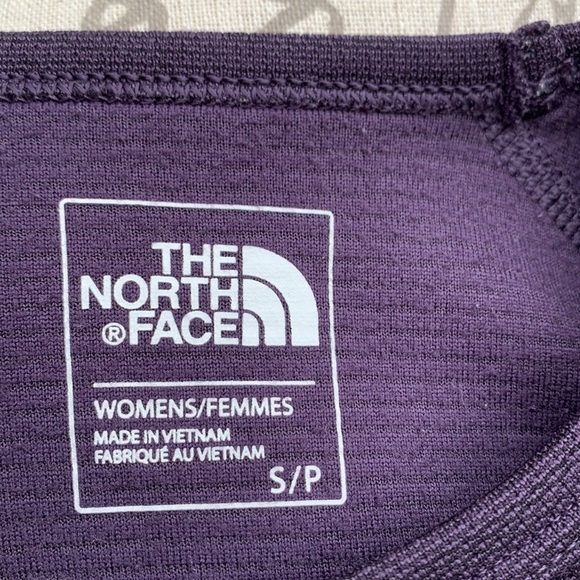 THE
NORTH
®FACE
WOMENS/FEMMES
MADE IN VIETNAM
FABRIQUÉ AU VIETNAM
S/P